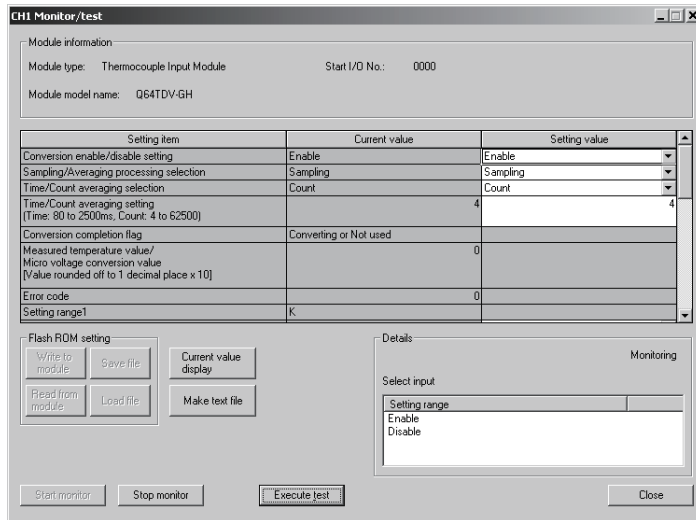 CH1 Monitor/test
Module information
Module type: Thermocouple Input Module Start I/O No.: 0000
Module model name: Q64TDV-GH
Setting item Current value Setting value
Conversion enable/disable setting Enable Enable
Sampling/Averaging processing selection Sampling Sampling
Time/Count averaging selection Count Count
Time/Count averaging setting
(Time: 80 to 2500ms, Count: 4 to 62500) 4 4
Conversion completion flag Converting or Not used
Measured temperature value/
Micro voltage conversion value
[Value rounded off to 1 decimal place x 10] 0
Error code 0
Setting range1 K
Flash ROM setting
Write to
module
Save file
Current value
display
Read from
module
Load file
Make text file
Details
Monitoring
Select input
Setting range
Enable
Disable
Start monitor Stop monitor Execute test Close